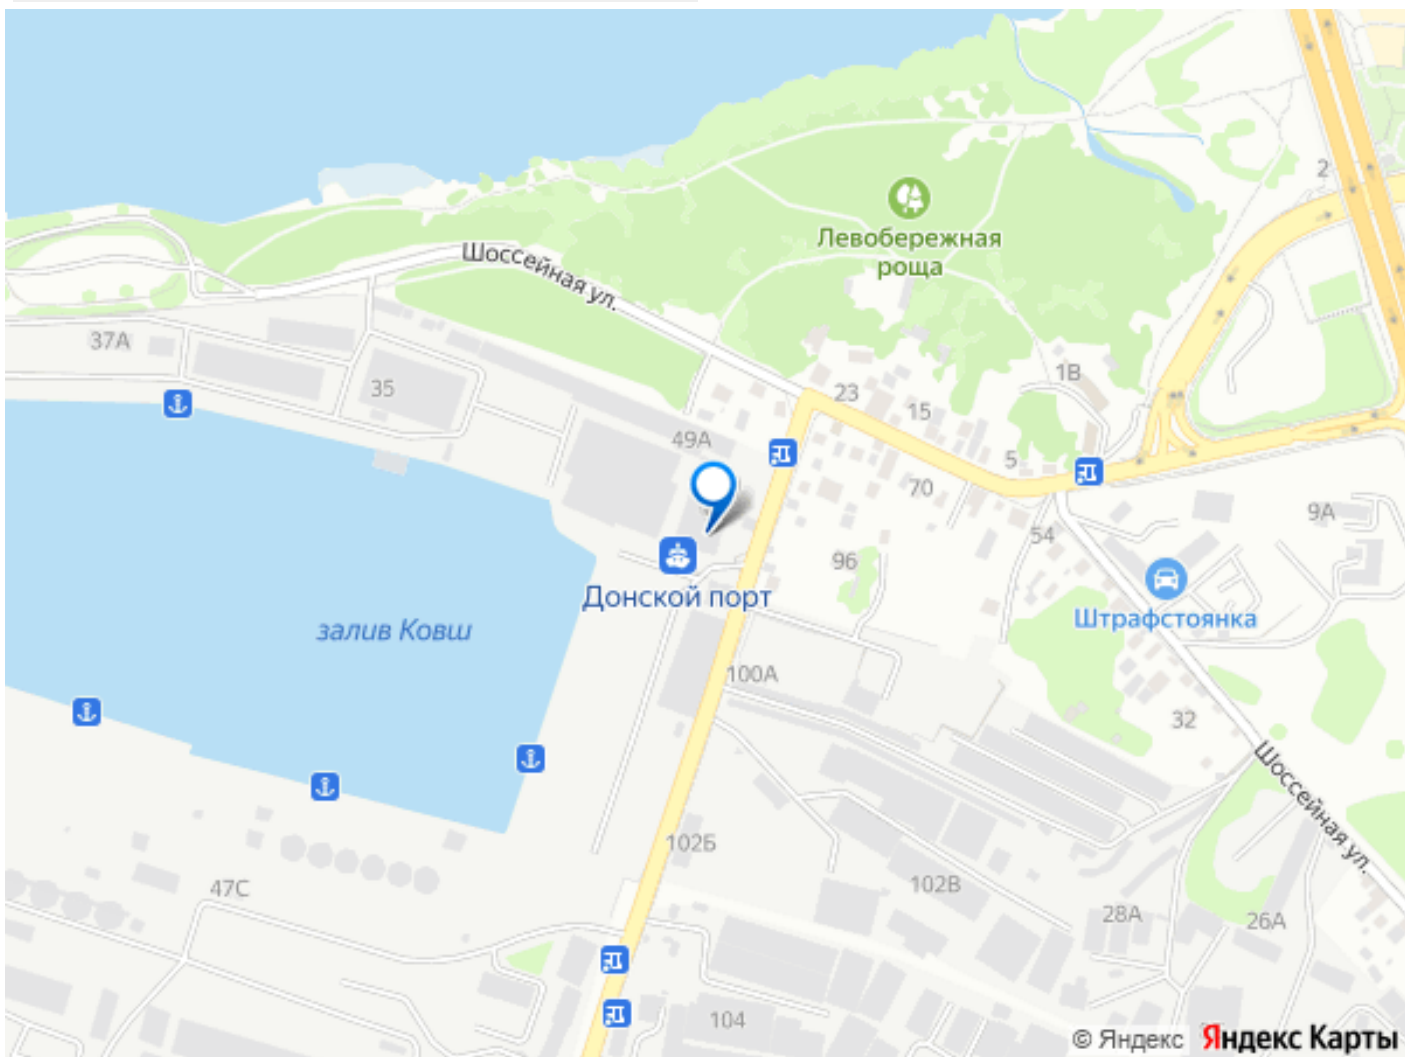 2
Левобережная
роща
Шоссейная ул.
37А
35
1В
23
15
49А
5
70
9А
54
96
Донской порт
Штрафстоянка
залив Ковш
100А
32
Шоссейная ул.
102Б
102В
47С
28А
26А
104
© Яндекс Яндекс Карты